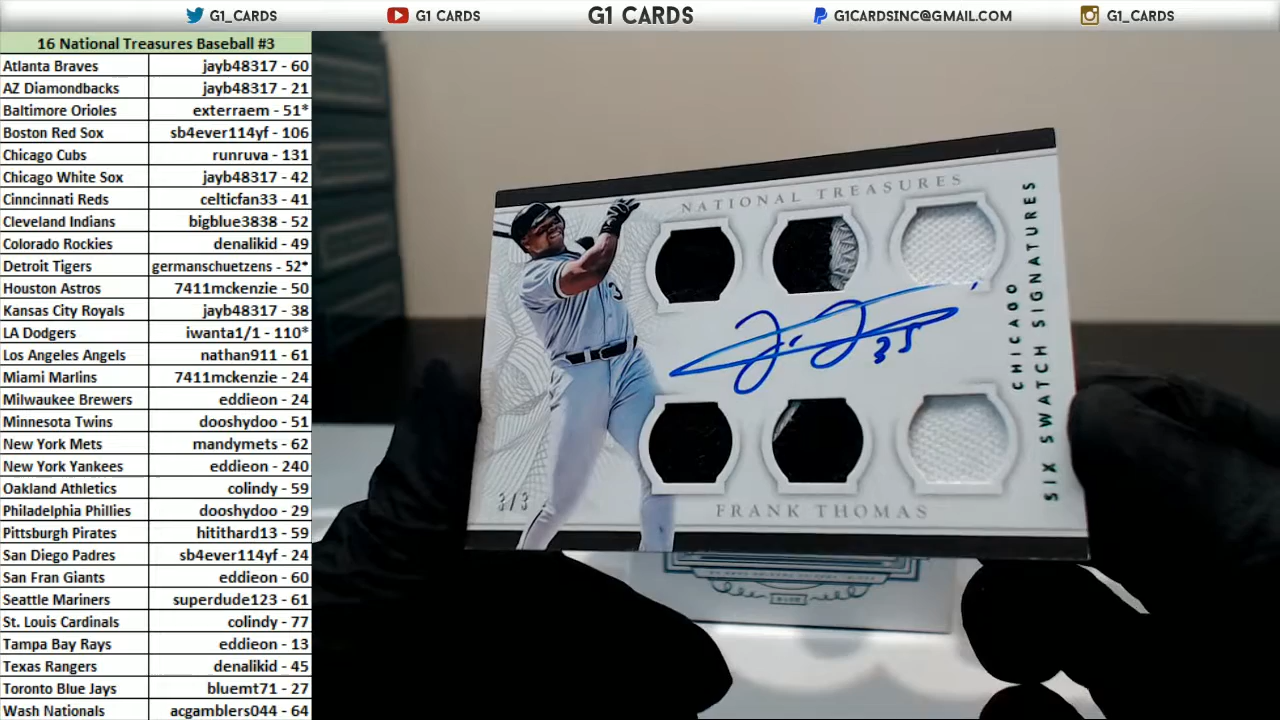 G1_CARDS
G1 CARDS
G1 CARDS
G1CARDSINC@GMAIL.COM
G1_CARDS
16 National Treasures Baseball #3
Atlanta Braves jayb48317 - 60
AZ Diamondbacks jayb48317 - 21
Baltimore Orioles exterraem - 51*
Boston Red Sox sb4ever114yf - 106
Chicago Cubs runruva - 131
Chicago White Sox jayb48317 - 42
Cinncinnati Reds celticfan33 - 41
Cleveland Indians bigblue3838 - 52
Colorado Rockies denalikid - 49
Detroit Tigers germanschuetzens - 52*
Houston Astros 7411mckenzie - 50
Kansas City Royals jayb48317 - 38
LA Dodgers iwanta1/1 - 110*
Los Angeles Angels nathan911 - 61
Miami Marlins 7411mckenzie - 24
Milwaukee Brewers eddieon - 24
Minnesota Twins dooshydoo - 51
New York Mets mandymets - 62
New York Yankees eddieon - 240
Oakland Athletics colindy - 59
Philadelphia Phillies dooshydoo - 29
Pittsburgh Pirates hitithard13 - 59
San Diego Padres sb4ever114yf - 24
San Fran Giants eddieon - 60
Seattle Mariners superdude123 - 61
St. Louis Cardinals colindy - 77
Tampa Bay Rays eddieon - 13
Texas Rangers denalikid - 45
Toronto Blue Jays bluemt71 - 27
Wash Nationals acgamblers044 - 64
NATIONAL TREASURES
35
3/3
FRANK THOMAS
CHICAGO
SIX SWATCH SIGNATURES